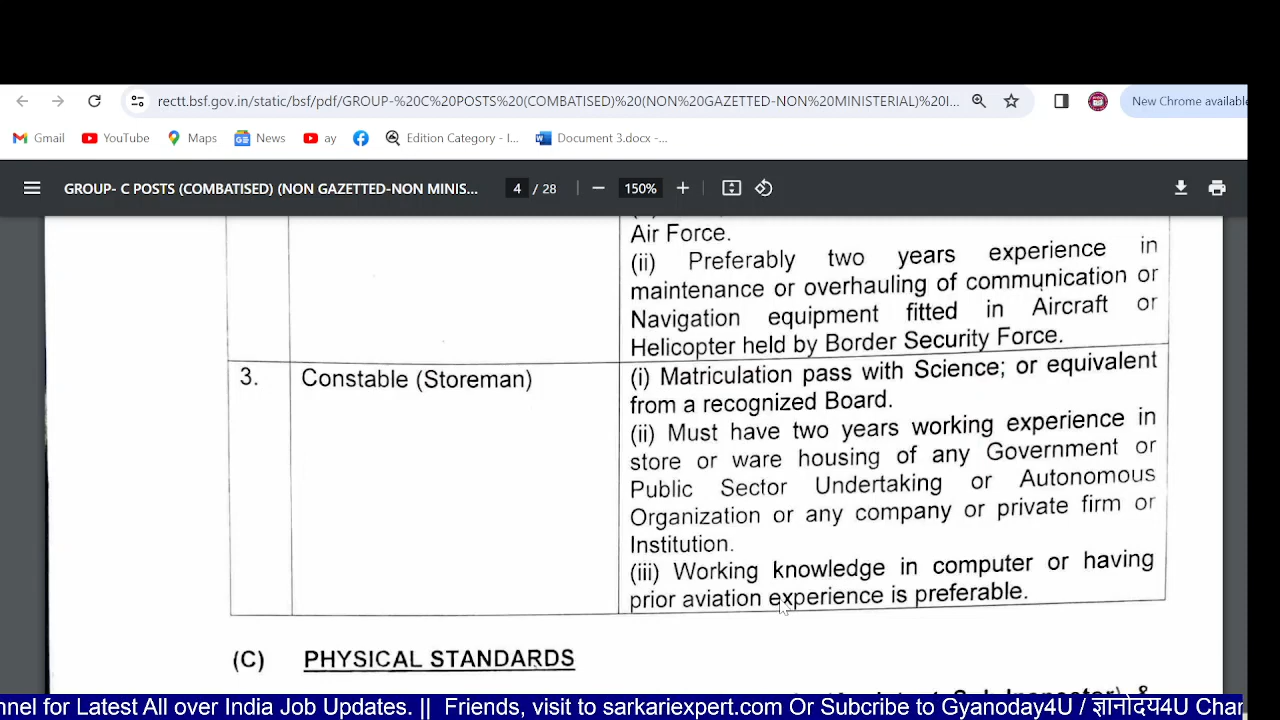 rectt.bsf.gov.in/static/bsf/pdf/GROUP-%20C%20POSTS%20(COMBATISED)%20(NON%20GAZETTED-NON%20MINISTERIAL)%20I...
New Chrome available
Gmail YouTube Maps News ay Edition Category - I... Document 3.docx -...
GROUP- C POSTS (COMBATISED) (NON GAZETTED-NON MINIS... 4 / 28 150%
Air Force.
(ii) Preferably two years experience in
maintenance or overhauling of communication or
Navigation equipment fitted in Aircraft or
Helicopter held by Border Security Force.
3. Constable (Storeman)
(i) Matriculation pass with Science; or equivalent
from a recognized Board.
(ii) Must have two years working experience in
store or ware housing of any Government or
Public Sector Undertaking or Autonomous
Organization or any company or private firm or
Institution.
(iii) Working knowledge in computer or having
prior aviation experience is preferable.
(C) PHYSICAL STANDARDS
nnel for Latest All over India Job Updates. || Friends, visit to sarkariexpert.com Or Subcribe to Gyanoday4U / ज्ञानोदय4U Chan